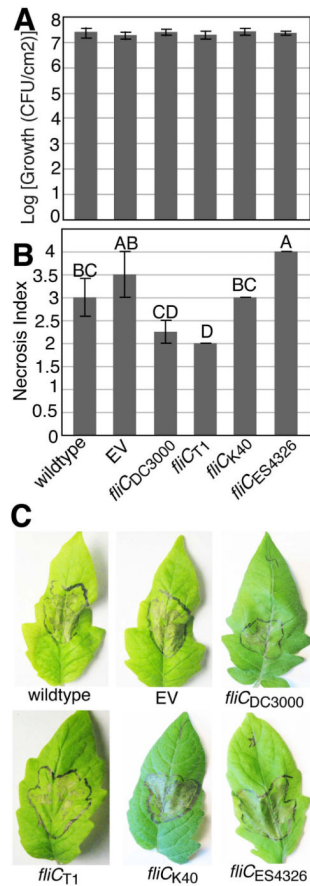 A
Log [Growth (CFU/cm2)]
8
7
6
5
4
3
2
1
0
B
Necrosis Index
4
3.5
3
2.5
2
1.5
1
0.5
0
BC
AB
CD
D
BC
A
wildtype
EV
fliCDC3000
fliCT1
fliCK40
fliCES4326
C
wildtype
EV
fliCDC3000
fliCT1
fliCK40
fliCES4326